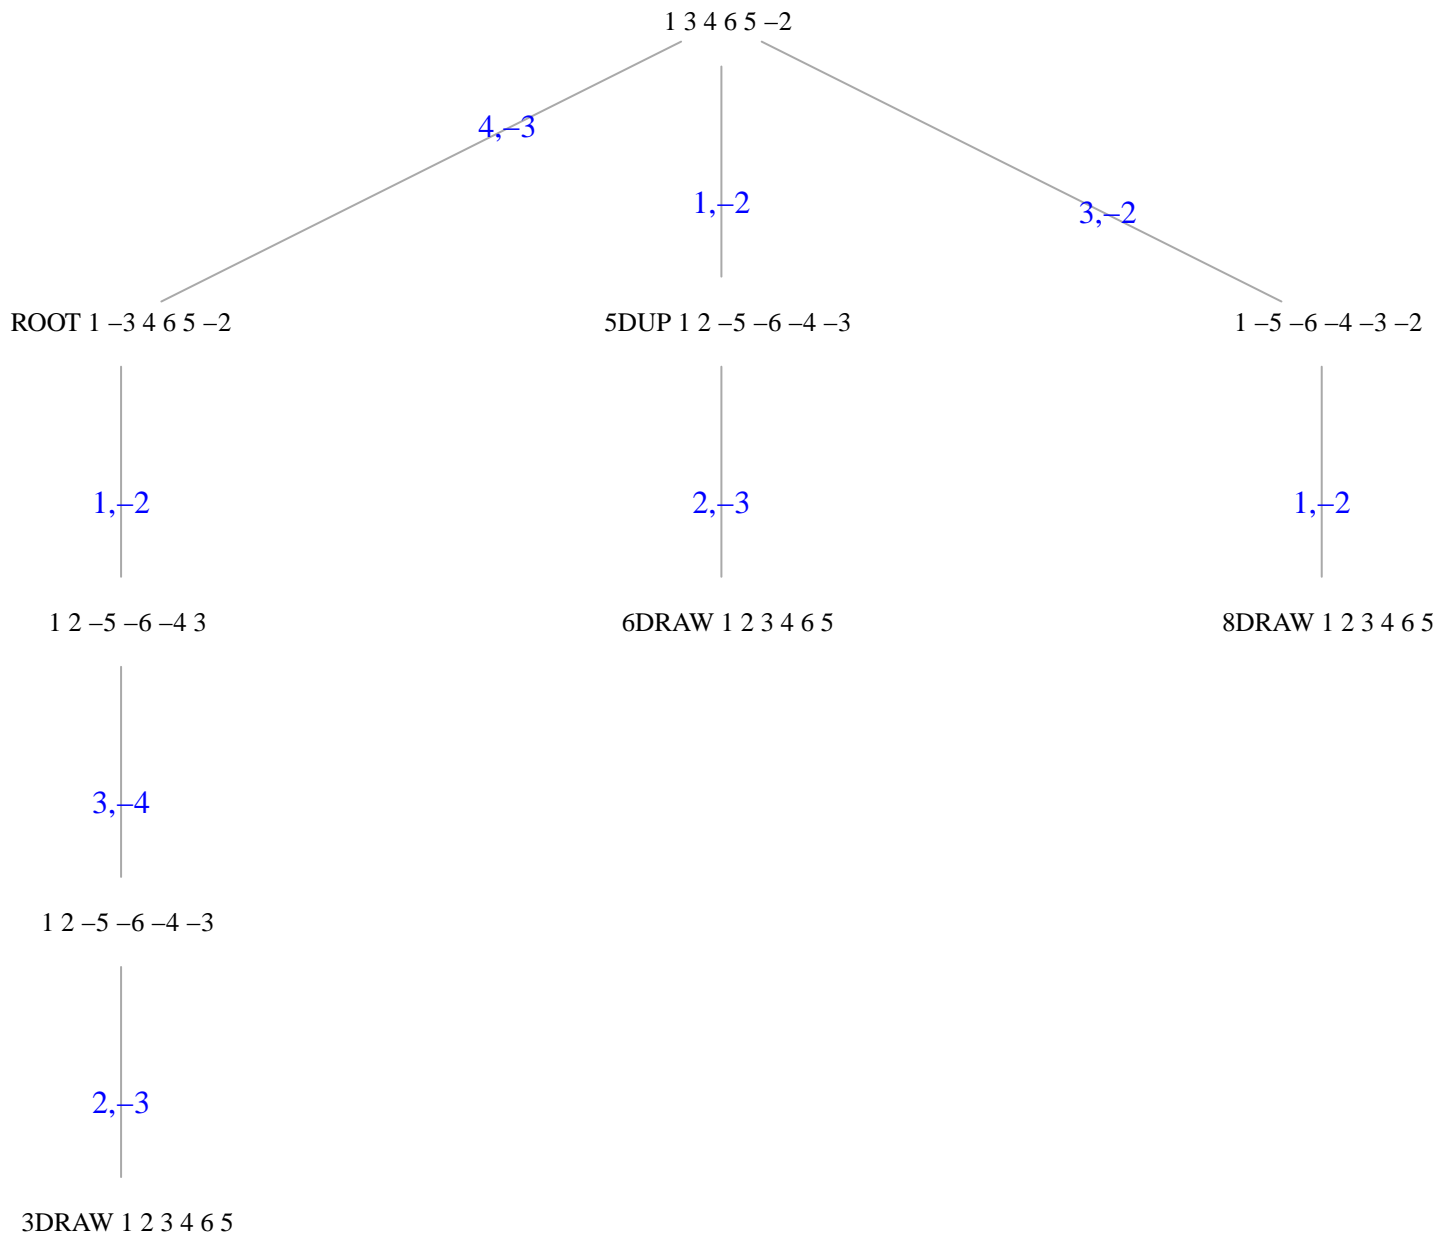 1 3 4 6 5 –2
4,–3
1,–2
3,–2
ROOT 1 –3 4 6 5 –2
5DUP 1 2 –5 –6 –4 –3
1 –5 –6 –4 –3 –2
1,–2
2,–3
1,–2
1 2 –5 –6 –4 3
6DRAW 1 2 3 4 6 5
8DRAW 1 2 3 4 6 5
3,–4
1 2 –5 –6 –4 –3
2,–3
3DRAW 1 2 3 4 6 5